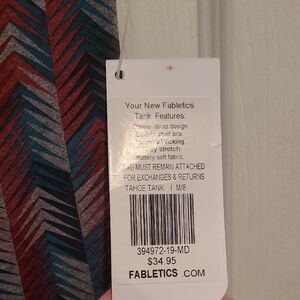 Your New Fabletics
Tank Features:
strap design.
shelf bra.
Wicking.
stretch
Buttery soft fabric.
TAG MUST REMAIN ATTACHED
FOR EXCHANGES & RETURNS
TAHOE TANK I M/8
394972-19-MD
$34.95
FABLETICS.COM